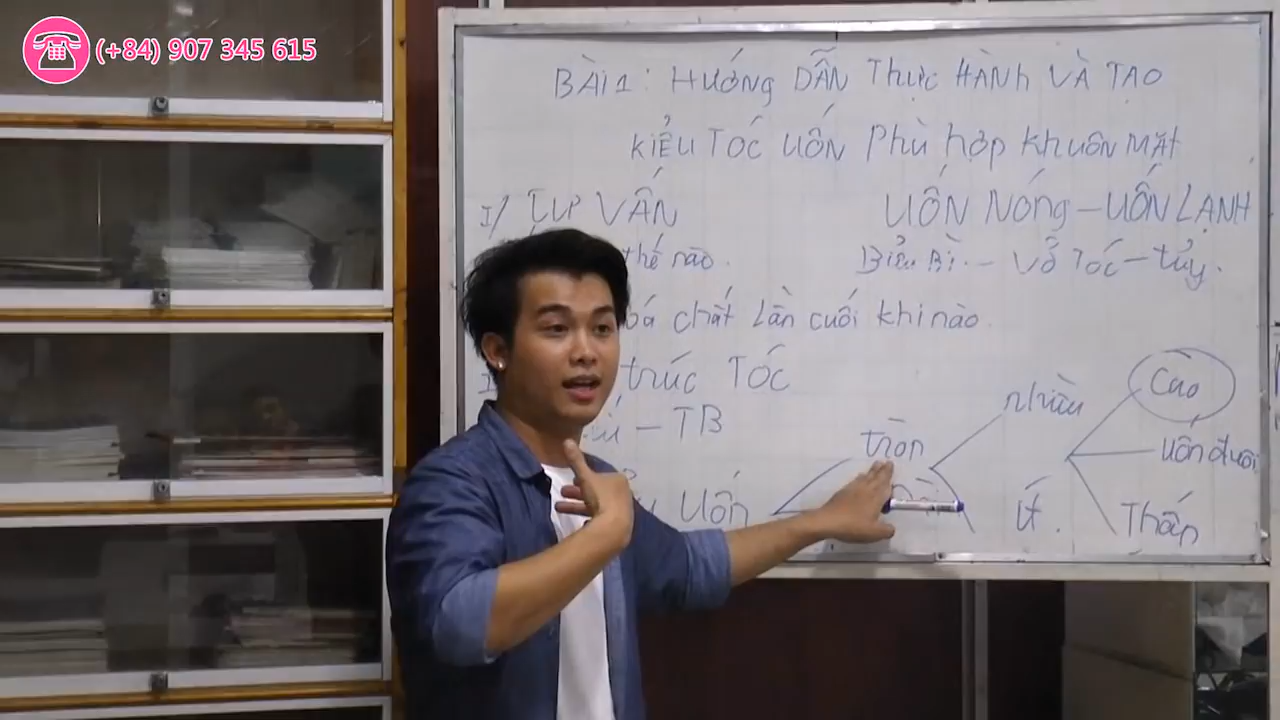 (+84) 907 345 615
BÀI 1: HƯỚNG DẪN THỰC HÀNH VÀ TẠO
KIỂU TÓC UỐN PHÙ HỢP KHUÔN MẶT
I/ TƯ VẤN
UỐN NÓNG - UỐN LẠNH
thế nào.
Biểu Bì - Vỏ Tóc - tủy.
chất lần cuối khi nào.
trúc TÓC
Cao
nhiều
- TB
tròn
uốn đuôi
uốn
ít.
Thấp